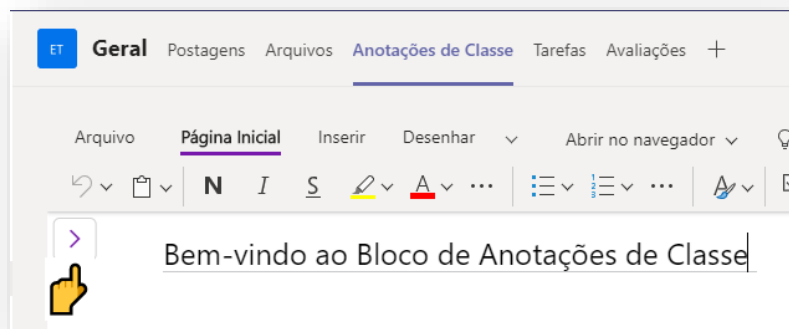 ET Geral Postagens Arquivos Anotações de Classe Tarefas Avaliações
Arquivo Página Inicial Inserir Desenhar Abrir no navegador
N I S A A
Bem-vindo ao Bloco de Anotações de Classe